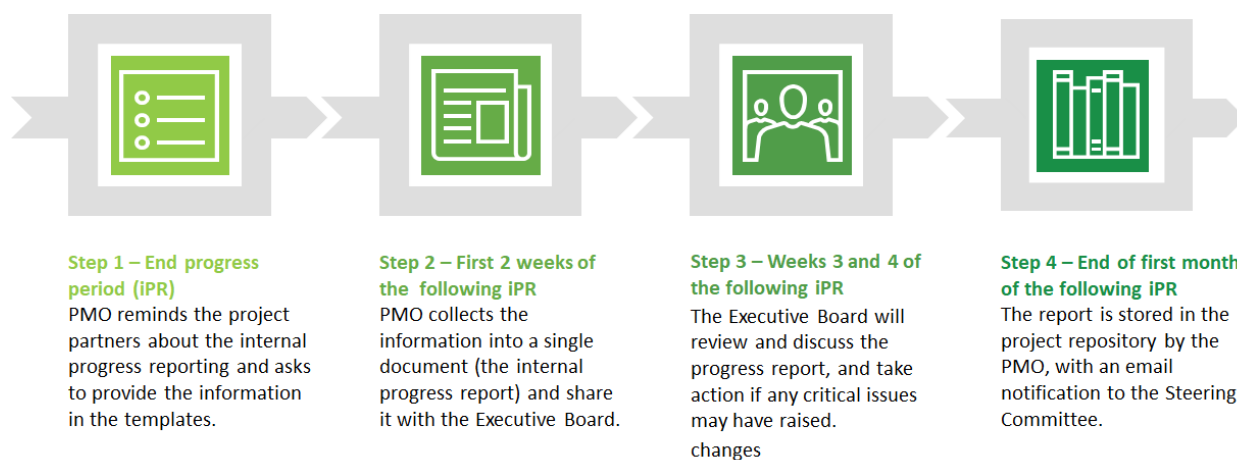 Step 1 – End progress
period (iPR)
PMO reminds the project
partners about the internal
progress reporting and asks
to provide the information
in the templates.
Step 2 – First 2 weeks of
the following iPR
PMO collects the
information into a single
document (the internal
progress report) and share
it with the Executive Board.
Step 3 – Weeks 3 and 4 of
the following iPR
The Executive Board will
review and discuss the
progress report, and take
action if any critical issues
may have raised.
changes
Step 4 – End of first month
of the following iPR
The report is stored in the
project repository by the
PMO, with an email
notification to the Steering
Committee.